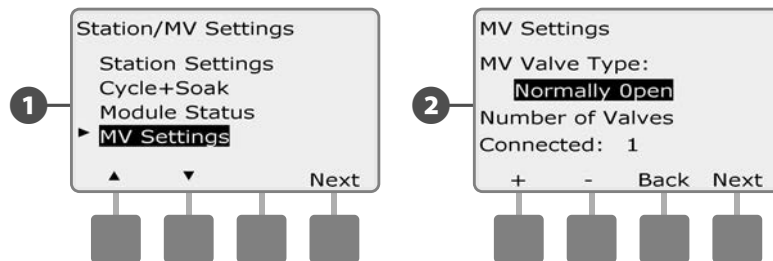 1
Station/MV Settings
Station Settings
Cycle+Soak
Module Status
► MV Settings
▲ ▼ Next
2
MV Settings
MV Valve Type:
Normally 0pen
Number of Valves
Connected: 1
+ - Back Next